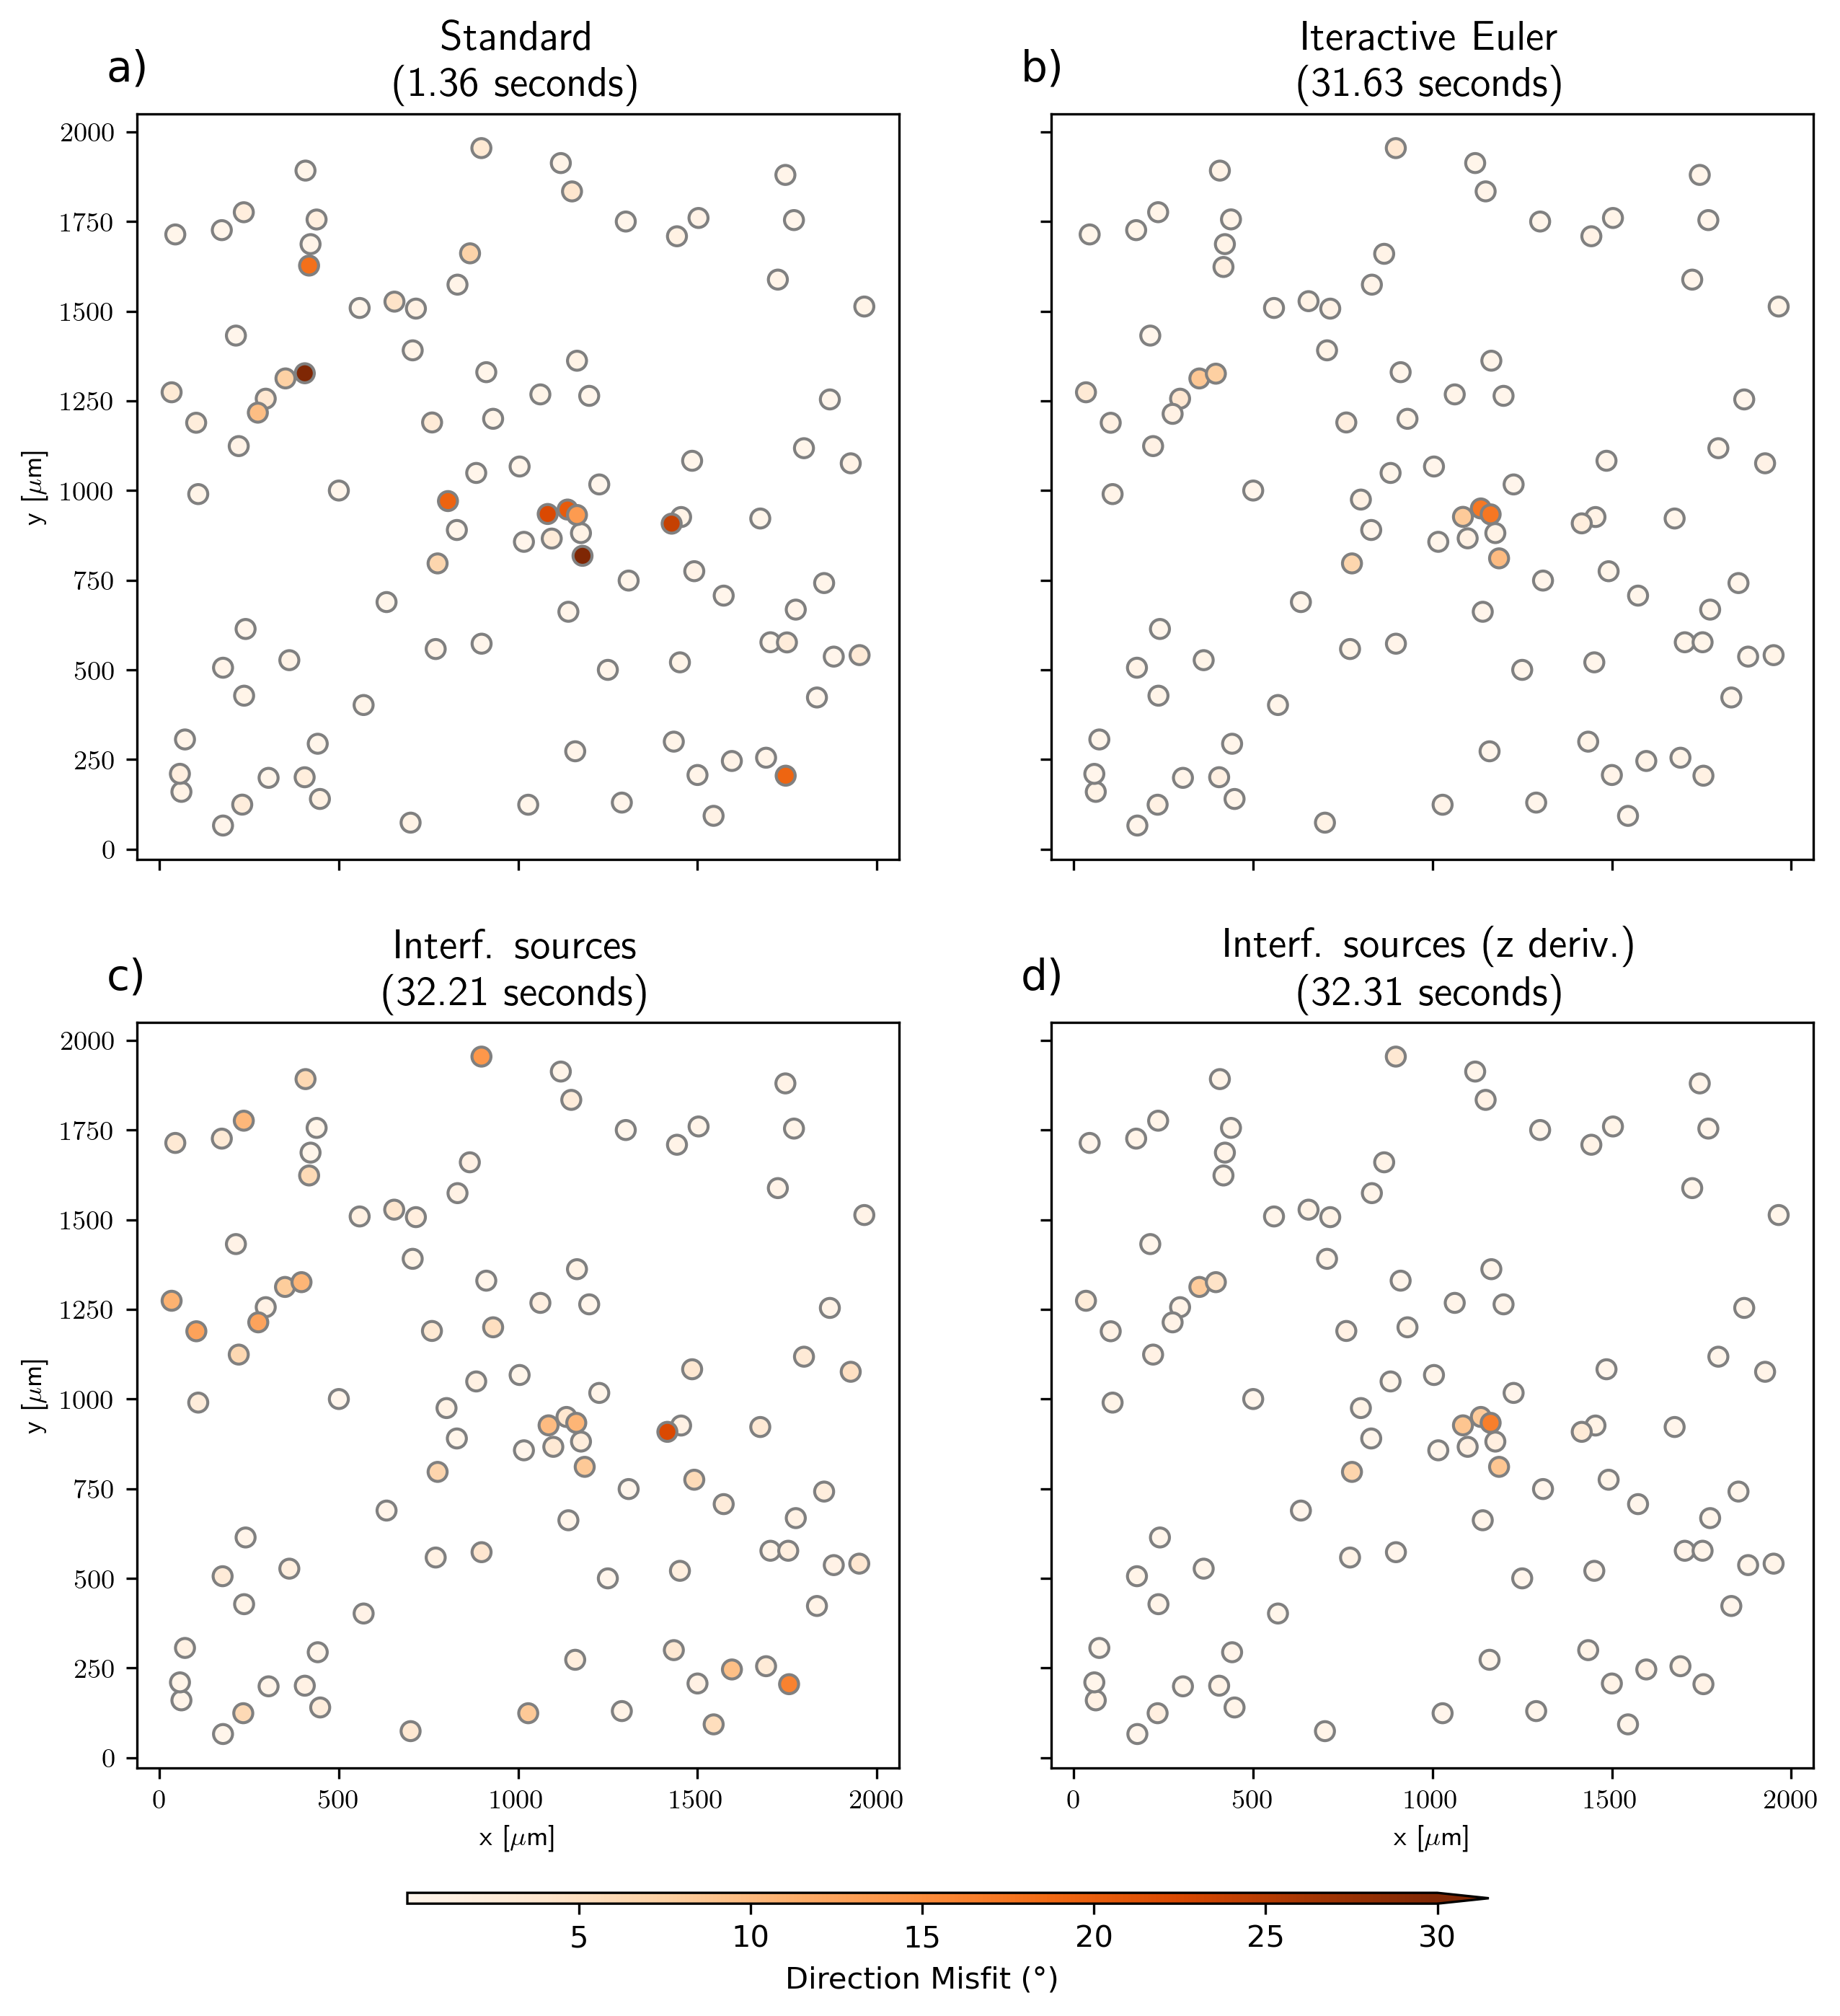 a)
Standard
(1.36 seconds)
b)
Iteractive Euler
(31.63 seconds)
2000
1750
1500
1250
1000
750
500
250
0
y [μm]
c)
Interf. sources
(32.21 seconds)
d)
Interf. sources (z deriv.)
(32.31 seconds)
2000
1750
1500
1250
1000
750
500
250
0
y [μm]
0 500 1000 1500 2000
x [μm]
0 500 1000 1500 2000
x [μm]
5 10 15 20 25 30
Direction Misfit (°)